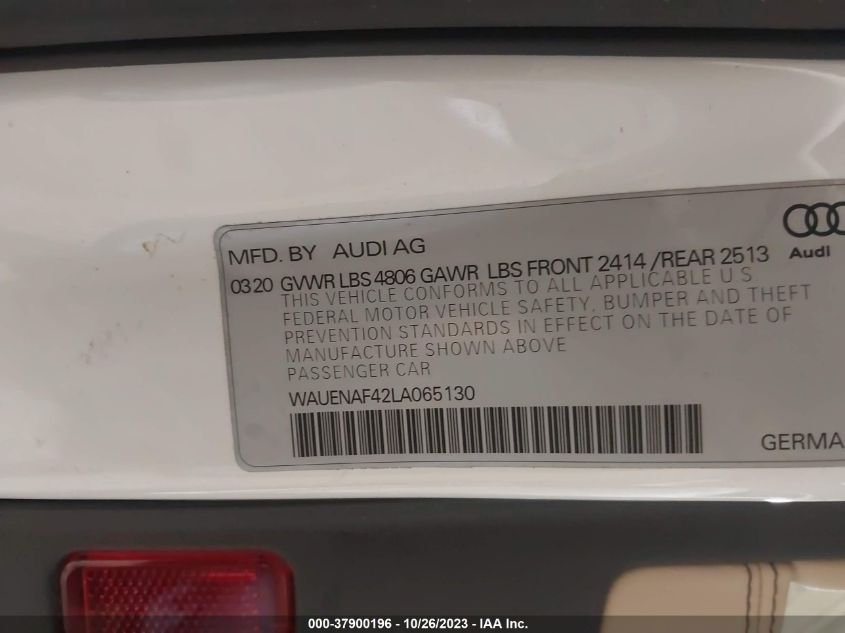 MFD. BY AUDI AG
Audi
0320 GVWR LBS 4806 GAWR LBS FRONT 2414 /REAR 2513
THIS VEHICLE CONFORMS TO ALL APPLICABLE U S
FEDERAL MOTOR VEHICLE SAFETY, BUMPER AND THEFT
PREVENTION STANDARDS IN EFFECT ON THE DATE OF
MANUFACTURE SHOWN ABOVE
PASSENGER CAR
WAUENAF42LA065130
GERMA
000-37900196 - 10/26/2023 - IAA Inc.